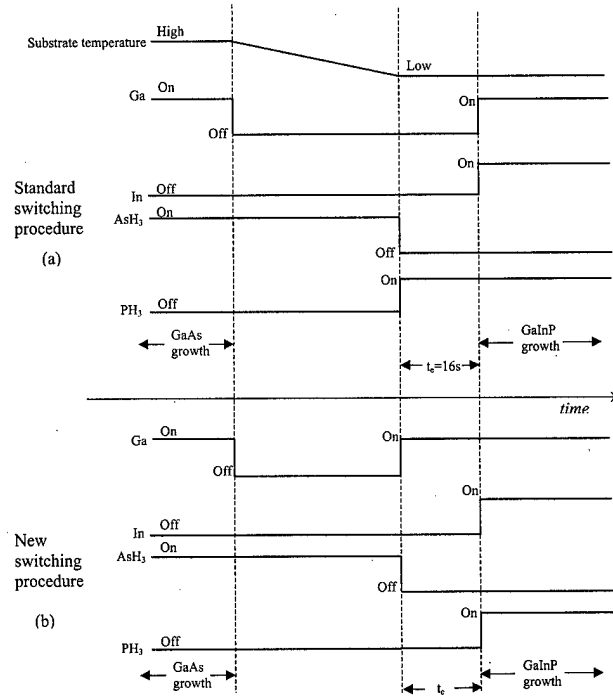 High
Substrate temperature
Low
On
Ga
On
Off
On
Standard
switching
procedure
(a)
In Off
AsH₃ On
Off
On
PH₃ Off
GaAs
growth
GaInP
growth
tₑ=16s
time
On
Ga
On
Off
On
In Off
New
switching
procedure
(b)
AsH₃ On
Off
On
PH₃ Off
GaAs
growth
GaInP
growth
tₑ